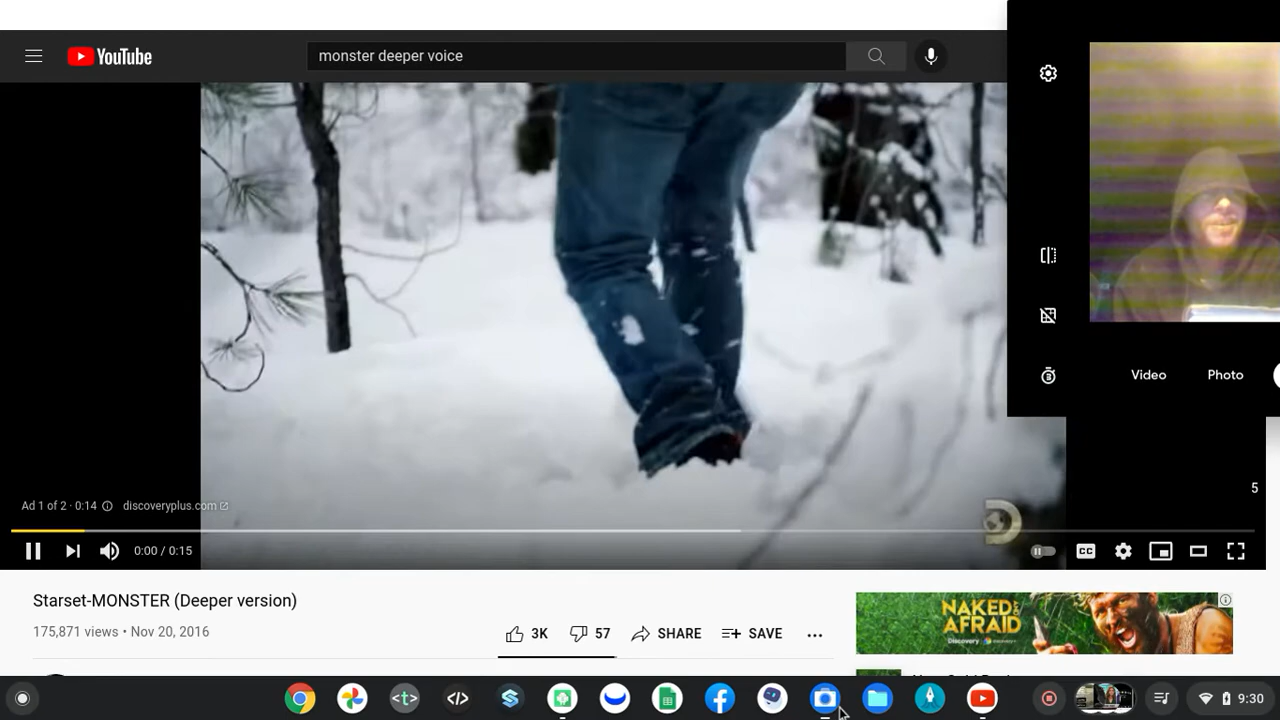 YouTube
monster deeper voice
Video
Photo
5
Ad 1 of 2 · 0:14
discoveryplus.com
0:00 / 0:15
CC
Starset-MONSTER (Deeper version)
175,871 views • Nov 20, 2016
3K
57
SHARE
SAVE
NAKED AND
AFRAID
Discovery
discovery+
9:30